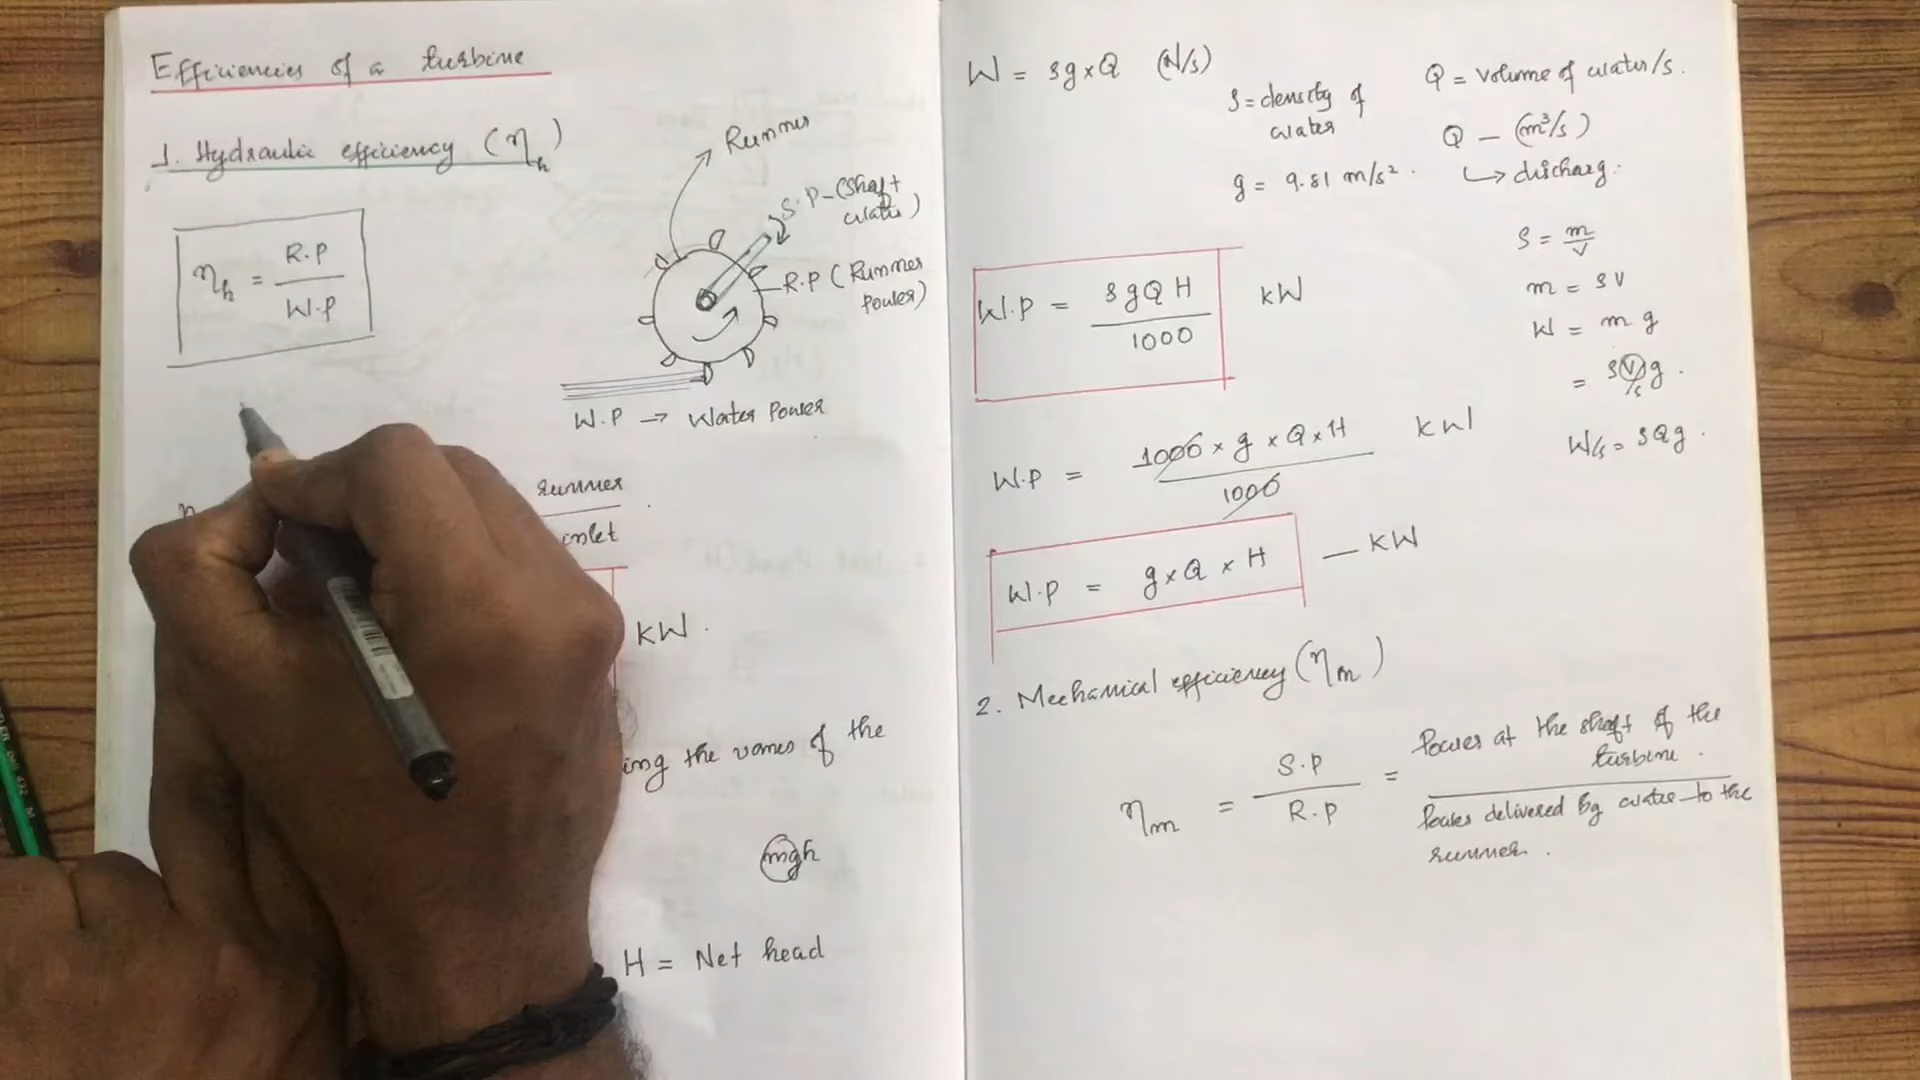 Efficiencies of a turbine
1. Hydraulic efficiency (ηh)
ηh = R.P / W.P
Runner
S.P - (Shaft
water)
R.P (Runner
Power)
W.P → Water Power
runner
inlet
KW.
ing the vanes of the
mgh
H = Net head
W = ρg×Q (N/s)
ρ = density of
water
g = 9.81 m/s².
Q = Volume of water/s.
Q - (m³/s)
↳ discharg.
ρ = m/V
m = ρV
W = mg
= ρV/s g.
W/s = ρQg.
W.P = ρgQH / 1000 KW
W.P = 1000 × g × Q × H / 1000 KW
W.P = g×Q×H — KW
2. Mechanical efficiency (ηm)
ηm = S.P / R.P = Power at the shaft of the
turbine.
Power delivered by water to the
runner.